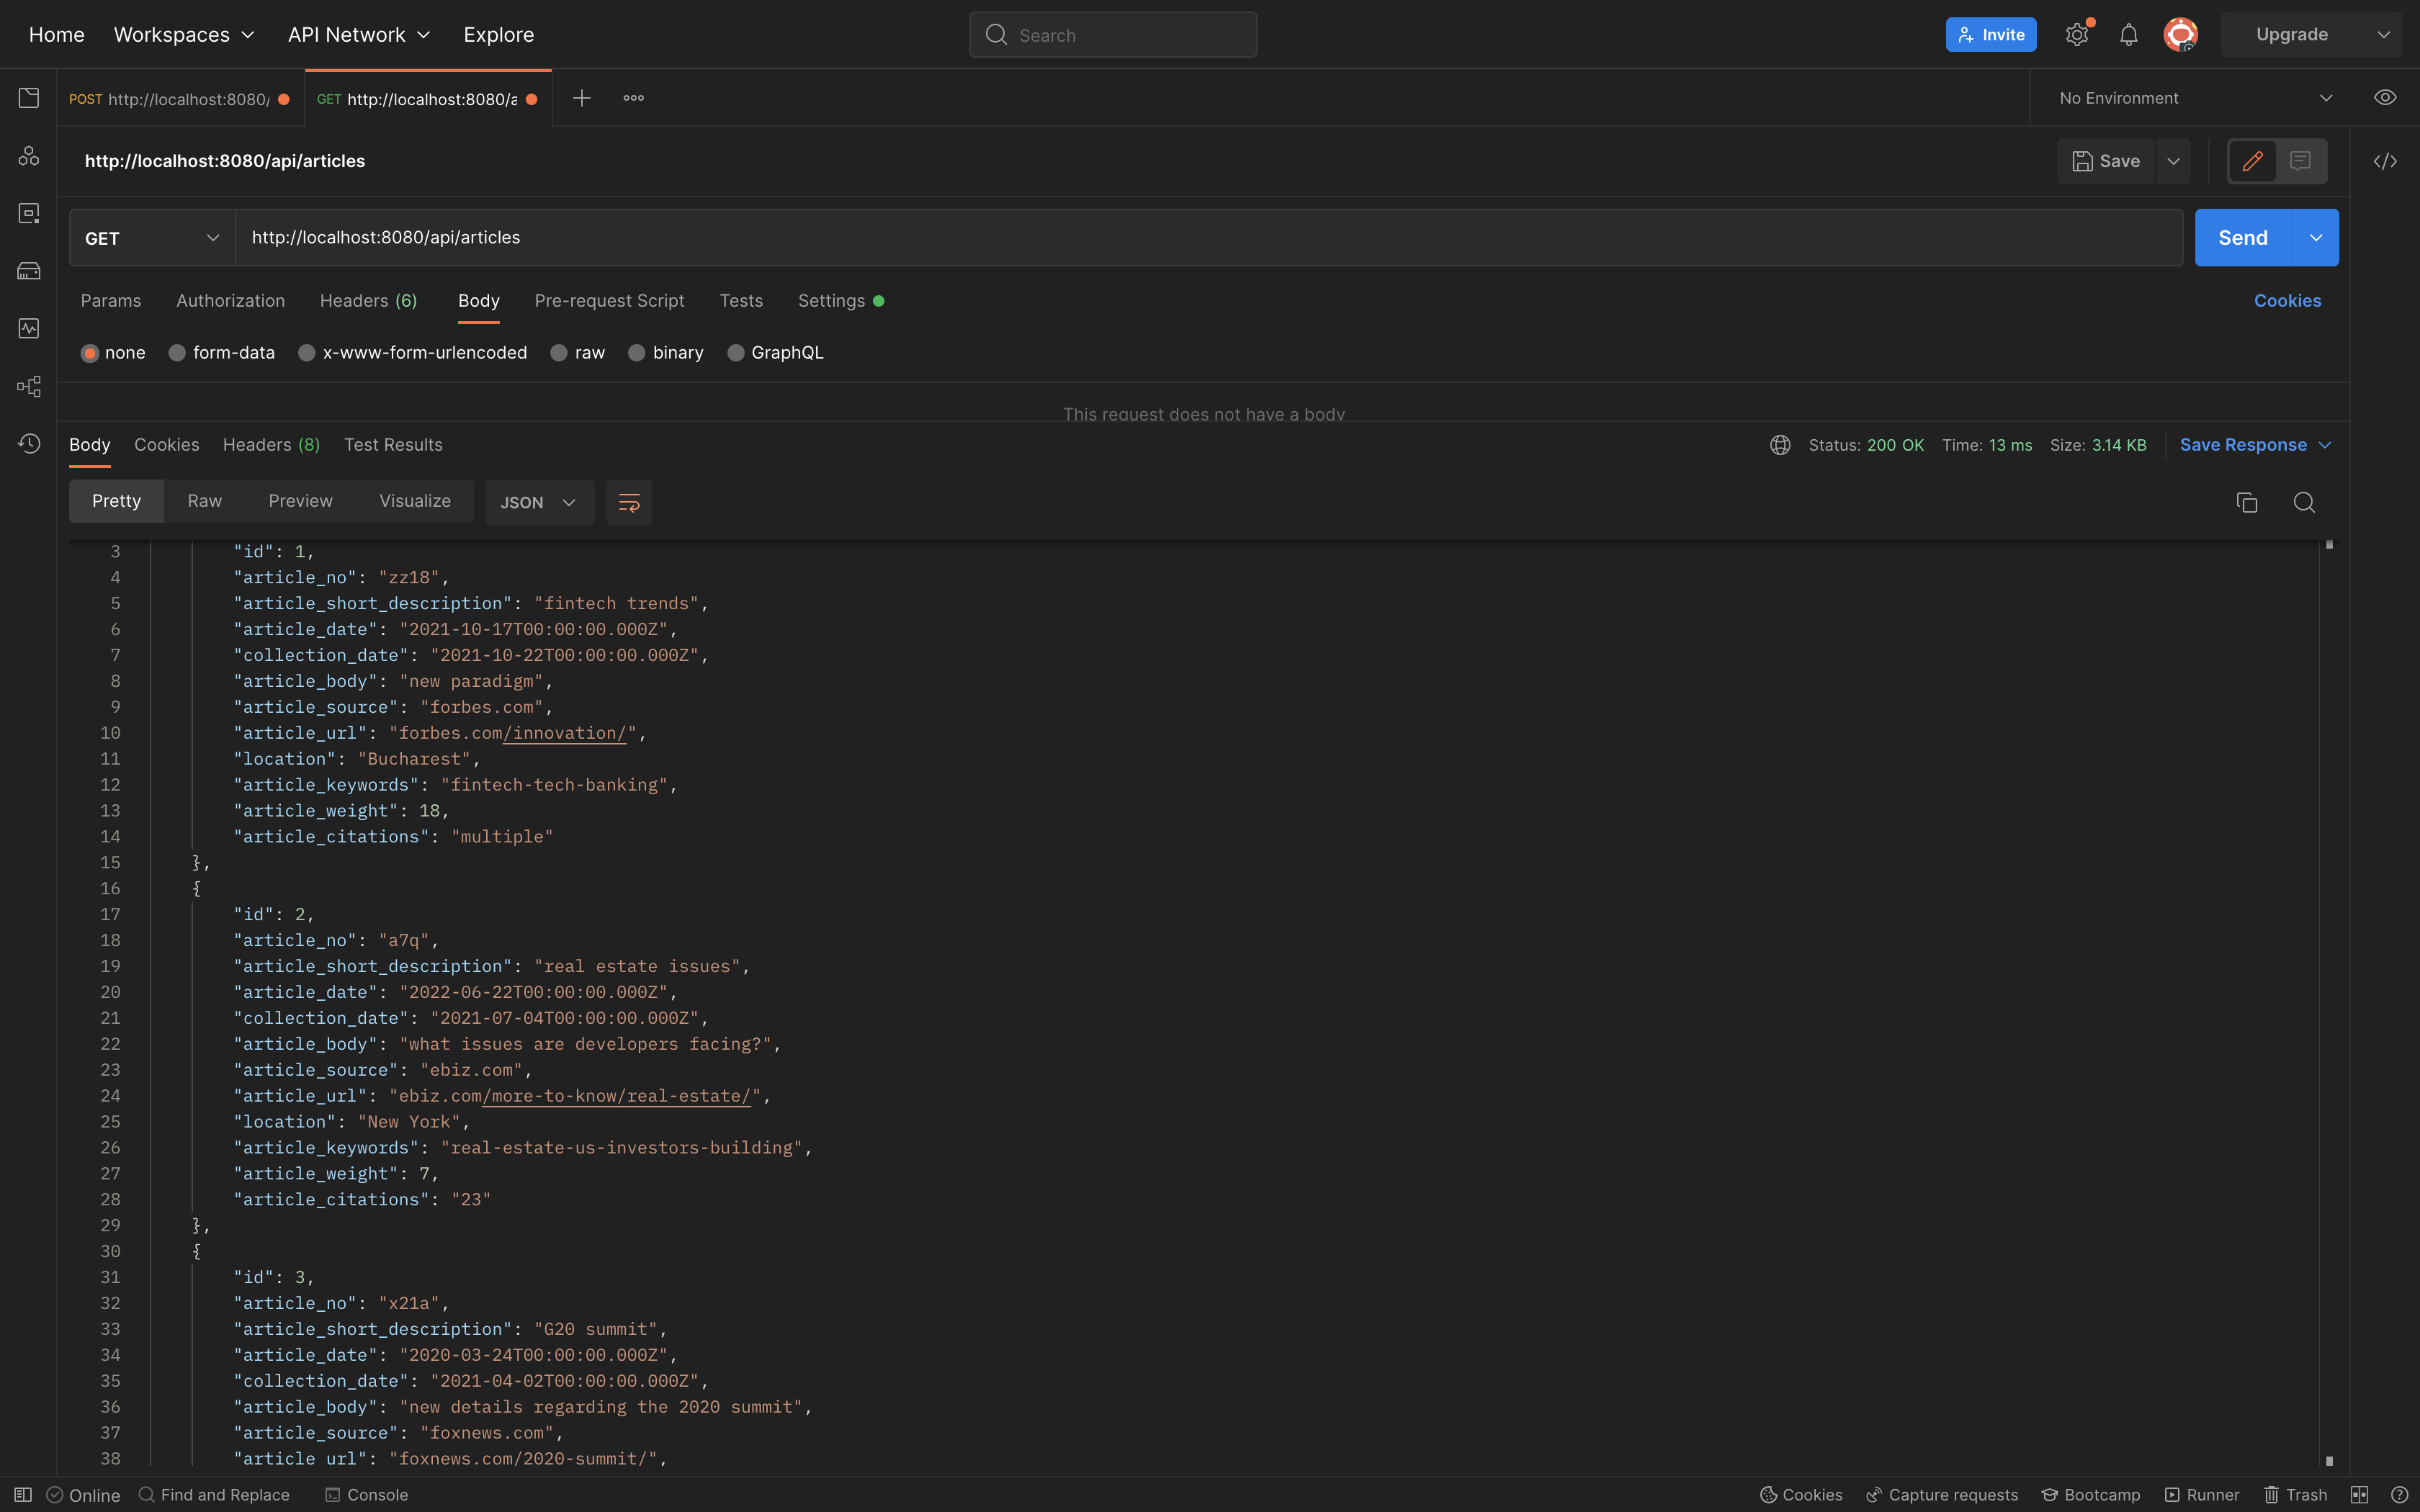 Home Workspaces API Network Explore Search Invite Upgrade
POST http://localhost:8080/ GET http://localhost:8080/a No Environment
http://localhost:8080/api/articles Save
GET http://localhost:8080/api/articles Send
Params Authorization Headers (6) Body Pre-request Script Tests Settings Cookies
none form-data x-www-form-urlencoded raw binary GraphQL
This request does not have a body
Body Cookies Headers (8) Test Results Status: 200 OK Time: 13 ms Size: 3.14 KB Save Response
Pretty Raw Preview Visualize JSON
3 "id": 1,
4 "article_no": "zz18",
5 "article_short_description": "fintech trends",
6 "article_date": "2021-10-17T00:00:00.000Z",
7 "collection_date": "2021-10-22T00:00:00.000Z",
8 "article_body": "new paradigm",
9 "article_source": "forbes.com",
10 "article_url": "forbes.com/innovation/",
11 "location": "Bucharest",
12 "article_keywords": "fintech-tech-banking",
13 "article_weight": 18,
14 "article_citations": "multiple"
15 },
16 {
17 "id": 2,
18 "article_no": "a7q",
19 "article_short_description": "real estate issues",
20 "article_date": "2022-06-22T00:00:00.000Z",
21 "collection_date": "2021-07-04T00:00:00.000Z",
22 "article_body": "what issues are developers facing?",
23 "article_source": "ebiz.com",
24 "article_url": "ebiz.com/more-to-know/real-estate/",
25 "location": "New York",
26 "article_keywords": "real-estate-us-investors-building",
27 "article_weight": 7,
28 "article_citations": "23"
29 },
30 {
31 "id": 3,
32 "article_no": "x21a",
33 "article_short_description": "G20 summit",
34 "article_date": "2020-03-24T00:00:00.000Z",
35 "collection_date": "2021-04-02T00:00:00.000Z",
36 "article_body": "new details regarding the 2020 summit",
37 "article_source": "foxnews.com",
38 "article_url": "foxnews.com/2020-summit/",
Online Find and Replace Console Cookies Capture requests Bootcamp Runner Trash